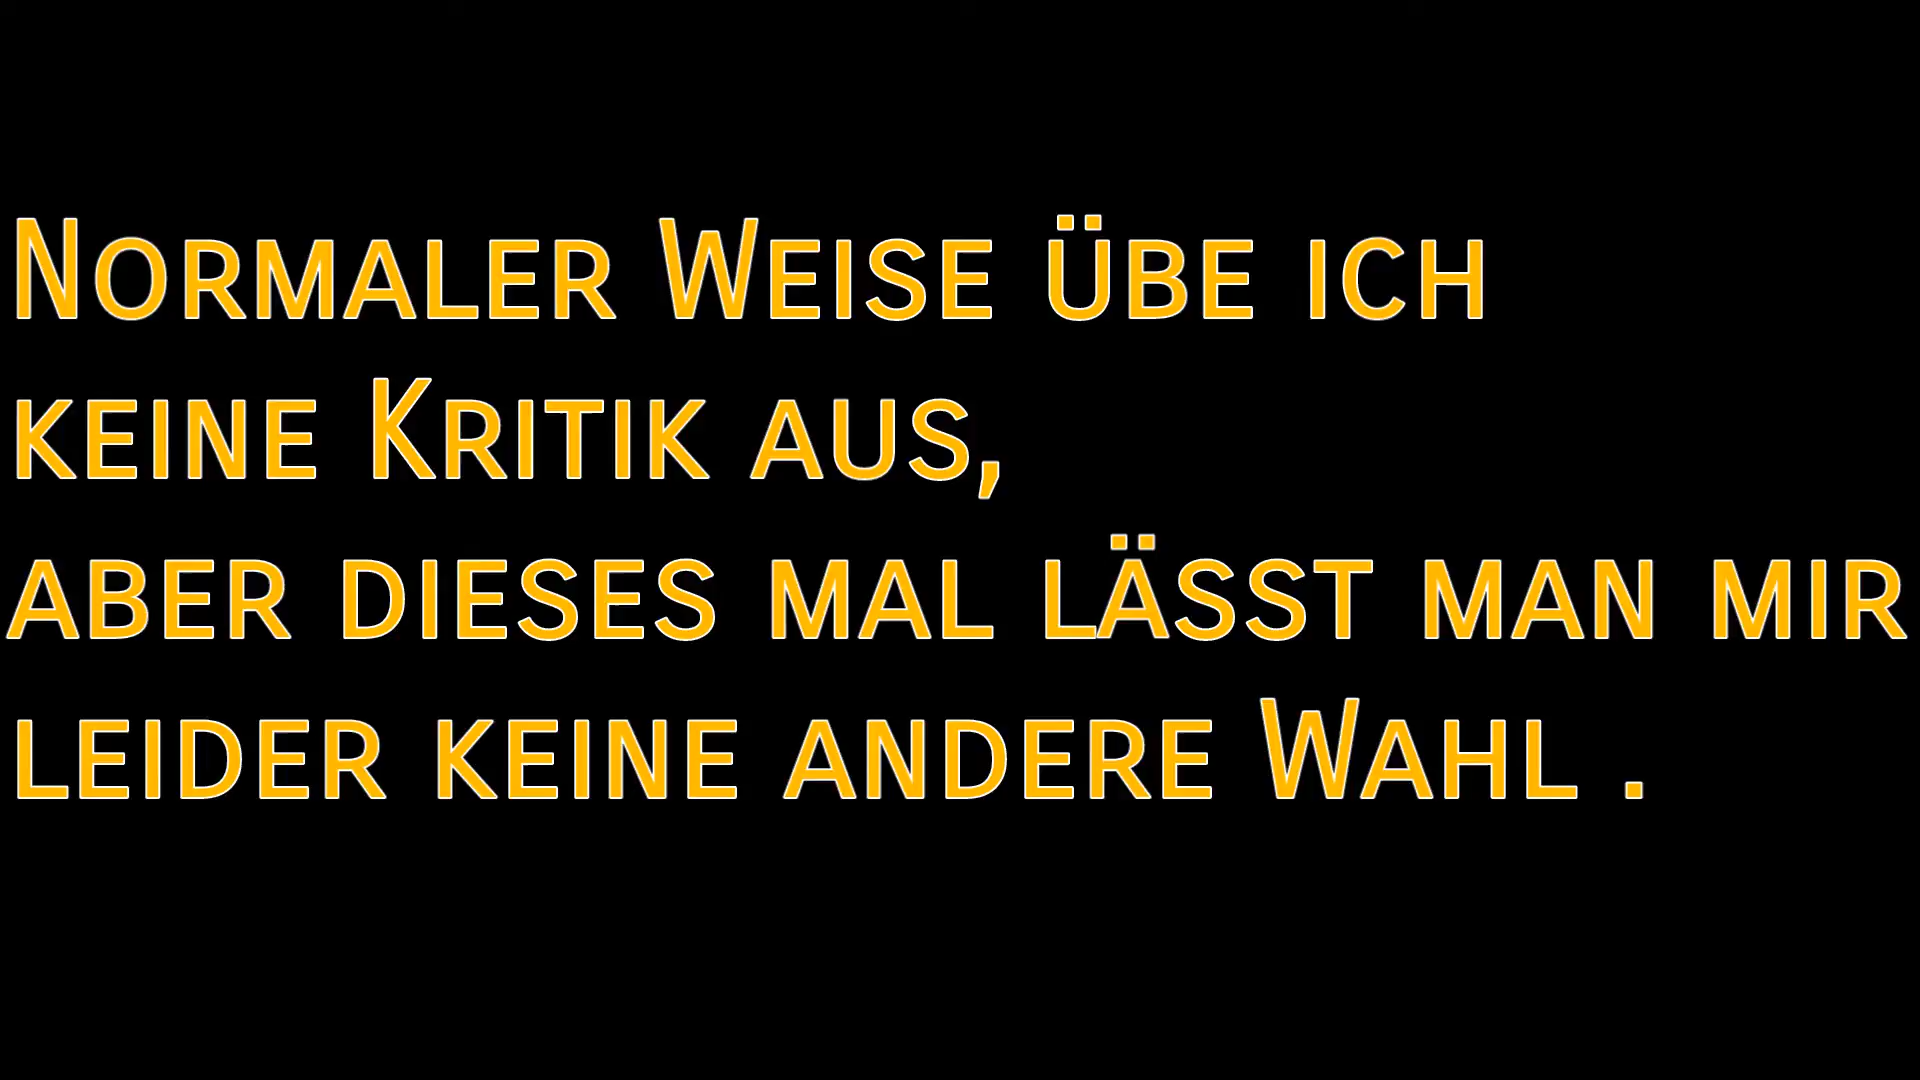 Normaler Weise übe ich
keine Kritik aus,
aber dieses mal lässt man mir
leider keine andere Wahl .